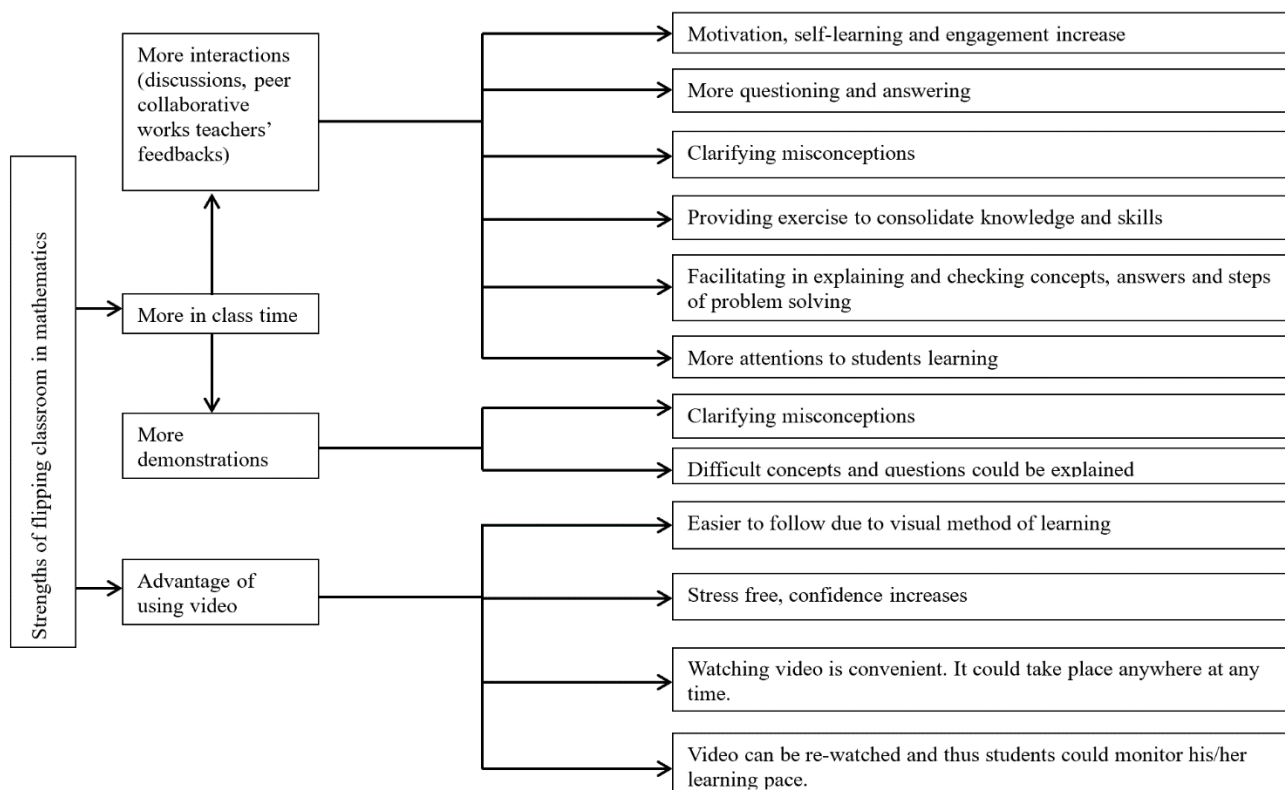 Strengths of flipping classroom in mathematics
More interactions
(discussions, peer
collaborative
works teachers’
feedbacks)
More in class time
More
demonstrations
Advantage of
using video
Motivation, self-learning and engagement increase
More questioning and answering
Clarifying misconceptions
Providing exercise to consolidate knowledge and skills
Facilitating in explaining and checking concepts, answers and steps
of problem solving
More attentions to students learning
Clarifying misconceptions
Difficult concepts and questions could be explained
Easier to follow due to visual method of learning
Stress free, confidence increases
Watching video is convenient. It could take place anywhere at any
time.
Video can be re-watched and thus students could monitor his/her
learning pace.